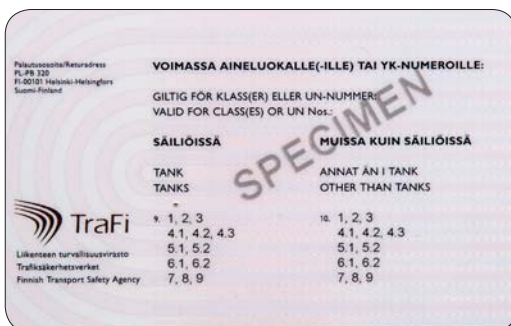 Palautusosoite/Returadress
PL-PB 320
FI-00101 Helsinki-Helsingfors
Suomi-Finland
VOIMASSA AINELUOKALLE(-ILLE) TAI YK-NUMEROILLE:
GILTIG FÖR KLASS(ER) ELLER UN-NUMMER:
VALID FOR CLASS(ES) OR UN Nos.:
SPECIMEN
SÄILIÖISSÄ
TANK
TANKS
9. 1, 2, 3
4.1, 4.2, 4.3
5.1, 5.2
6.1, 6.2
7, 8, 9
MUISSA KUIN SÄILIÖISSÄ
ANNAT ÄN I TANK
OTHER THAN TANKS
10. 1, 2, 3
4.1, 4.2, 4.3
5.1, 5.2
6.1, 6.2
7, 8, 9
TraFi
Liikenteen turvallisuusvirasto
Trafiksäkerhetsverket
Finnish Transport Safety Agency